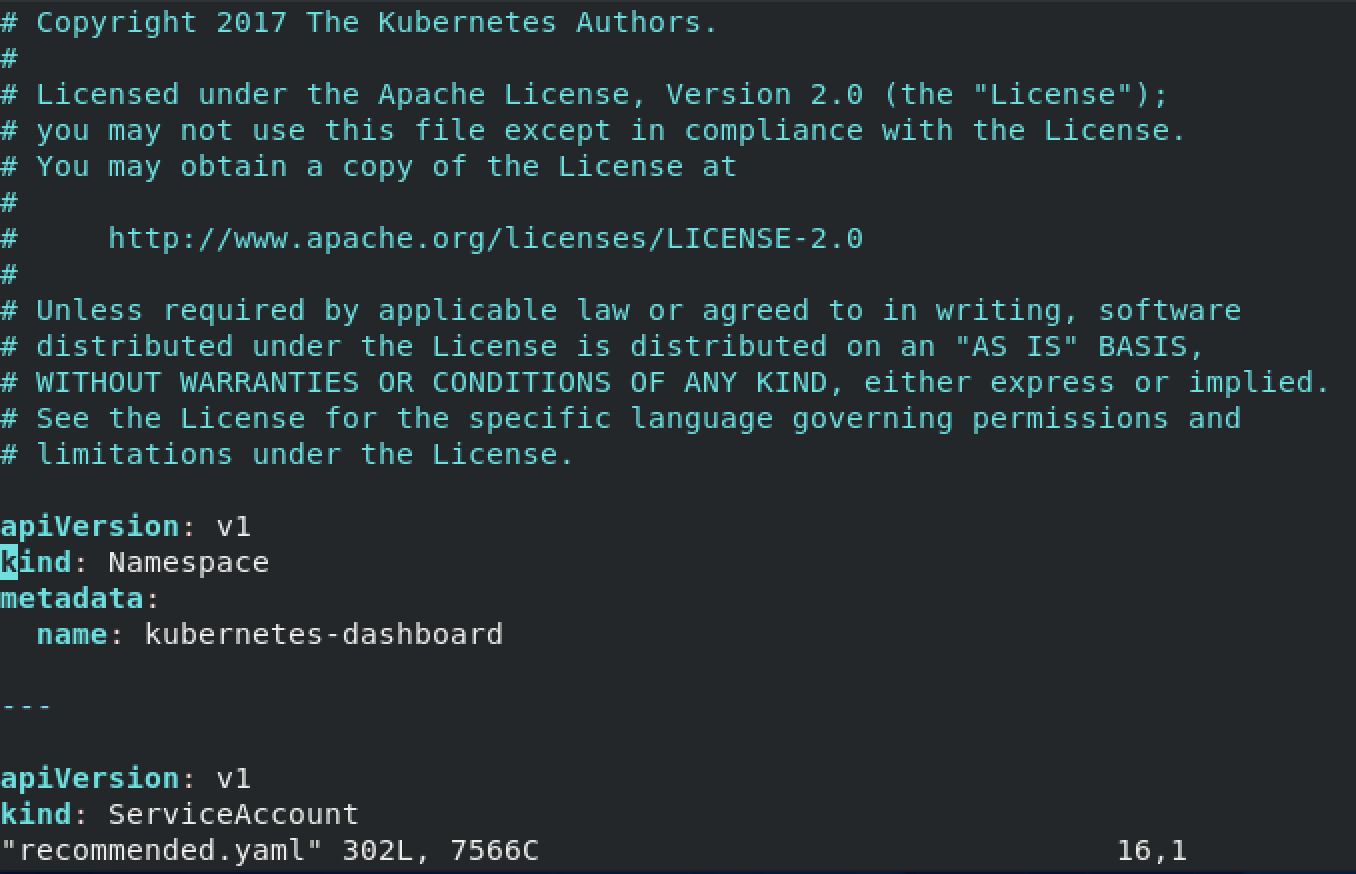 # Copyright 2017 The Kubernetes Authors.
#
# Licensed under the Apache License, Version 2.0 (the "License");
# you may not use this file except in compliance with the License.
# You may obtain a copy of the License at
#
#     http://www.apache.org/licenses/LICENSE-2.0
#
# Unless required by applicable law or agreed to in writing, software
# distributed under the License is distributed on an "AS IS" BASIS,
# WITHOUT WARRANTIES OR CONDITIONS OF ANY KIND, either express or implied.
# See the License for the specific language governing permissions and
# limitations under the License.

apiVersion: v1
kind: Namespace
metadata:
  name: kubernetes-dashboard

---

apiVersion: v1
kind: ServiceAccount
"recommended.yaml" 302L, 7566C                                16,1